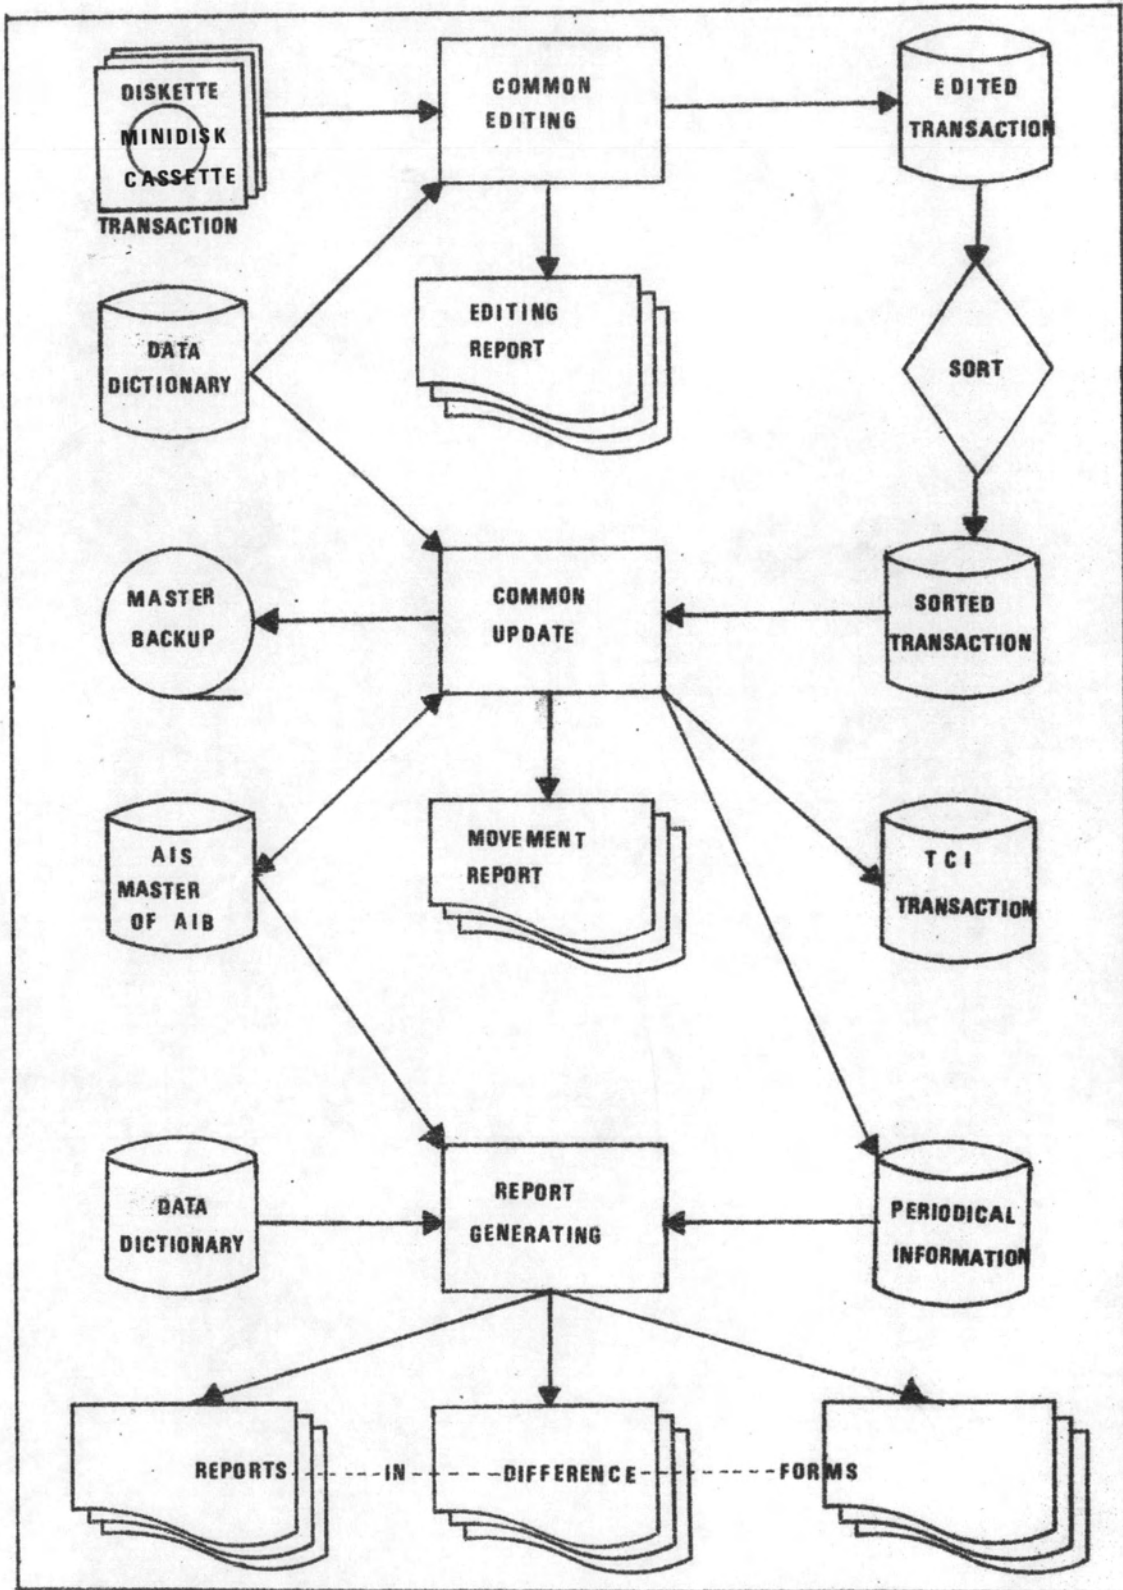 DISKETTE
MINIDISK
CASSETTE
TRANSACTION
COMMON
EDITING
EDITED
TRANSACTION
DATA
DICTIONARY
EDITING
REPORT
SORT
MASTER
BACKUP
COMMON
UPDATE
SORTED
TRANSACTION
AIS
MASTER
OF AIB
MOVEMENT
REPORT
TCI
TRANSACTION
DATA
DICTIONARY
REPORT
GENERATING
PERIODICAL
INFORMATION
REPORTS ---- IN ---- DIFFERENCE ---- FORMS